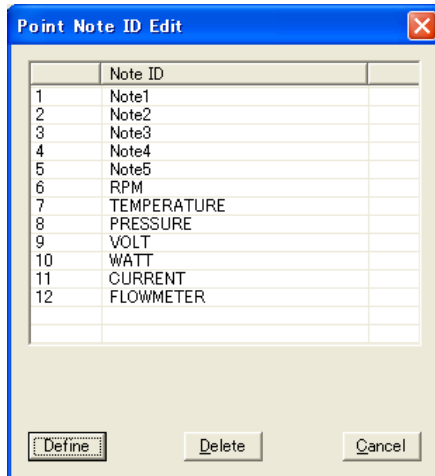 Point Note ID Edit
Note ID
1 Note1
2 Note2
3 Note3
4 Note4
5 Note5
6 RPM
7 TEMPERATURE
8 PRESSURE
9 VOLT
10 WATT
11 CURRENT
12 FLOWMETER
Define Delete Cancel